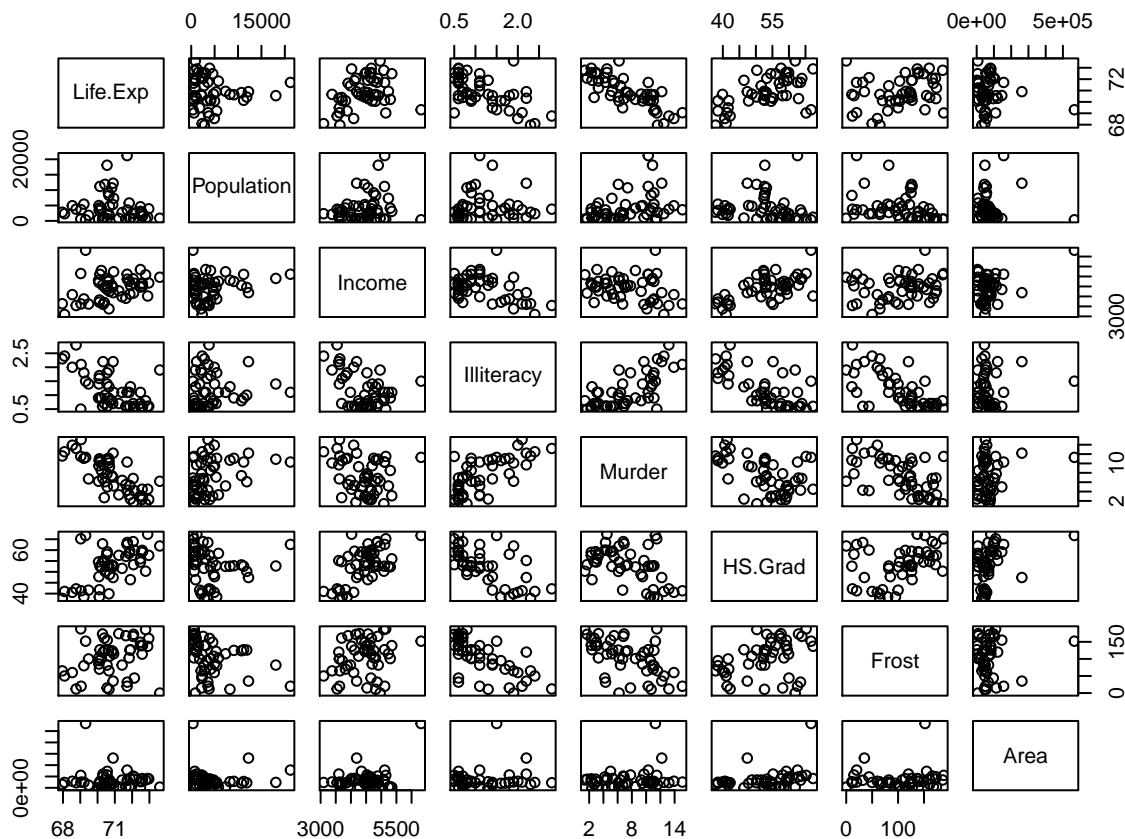 0 15000 0.5 2.0 40 55 0e+00 5e+05
Life.Exp
68 72
0 20000
Population
Income
3000
0.5 2.5
Illiteracy
Murder
2 10
40 60
HS.Grad
Frost
0 150
0e+00
Area
68 71 3000 5500 2 8 14 0 100